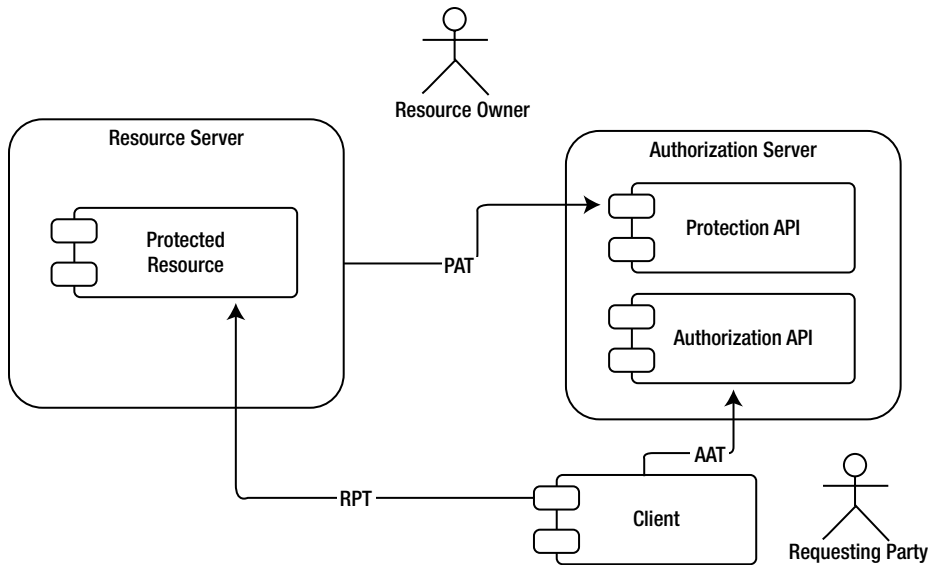 Resource Owner
Resource Server
Authorization Server
Protected
Resource
Protection API
PAT
Authorization API
AAT
RPT
Client
Requesting Party